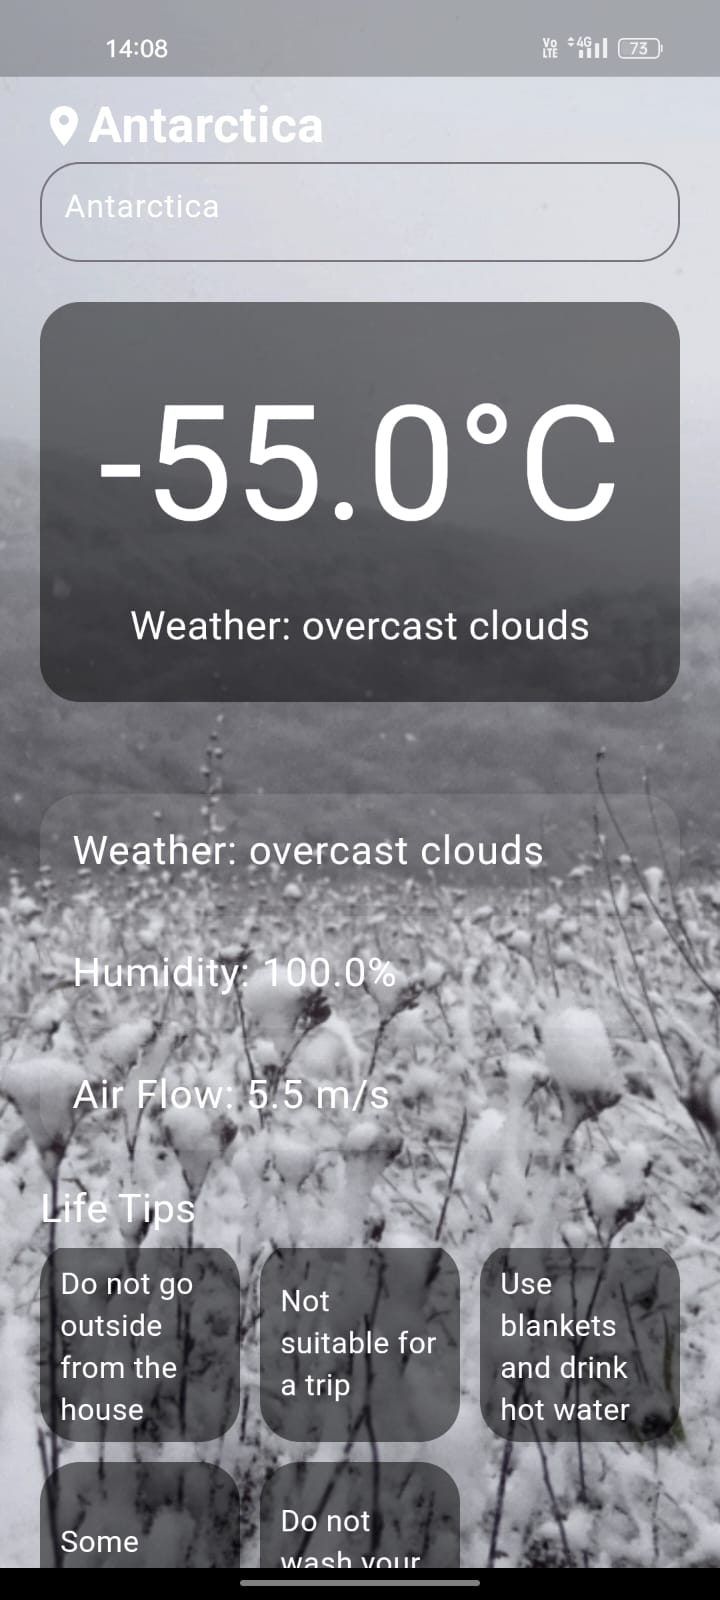 14:08
Vo
LTE
4G
73
Antarctica
Antarctica
-55.0°C
Weather: overcast clouds
Weather: overcast clouds
Humidity: 100.0%
Air Flow: 5.5 m/s
Life Tips
Do not go
outside
from the
house
Not
suitable for
a trip
Use
blankets
and drink
hot water
Some
Do not
wash your